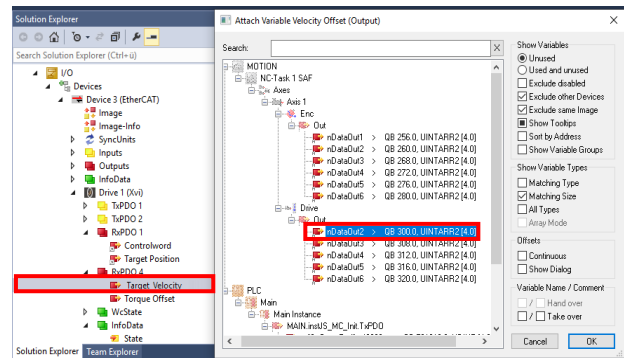 Solution Explorer
Search Solution Explorer (Ctrl+ü)
I/O
Devices
Device 3 (EtherCAT)
Image
Image-Info
SyncUnits
Inputs
Outputs
InfoData
Drive 1 (Xvi)
TxPDO 1
TxPDO 2
RxPDO 1
Controlword
Target Position
RxPDO 4
Target Velocity
Torque Offset
WcState
InfoData
State
Solution Explorer Team Explorer
Attach Variable Velocity Offset (Output)
Search:
MOTION
NC-Task 1 SAF
Axes
Axis 1
Enc
Out
nDataOut1 > QB 256.0, UINTARR2 [4.0]
nDataOut2 > QB 260.0, UINTARR2 [4.0]
nDataOut3 > QB 268.0, UINTARR2 [4.0]
nDataOut4 > QB 272.0, UINTARR2 [4.0]
nDataOut5 > QB 276.0, UINTARR2 [4.0]
nDataOut6 > QB 280.0, UINTARR2 [4.0]
Drive
Out
nDataOut2 > QB 300.0, UINTARR2 [4.0]
nDataOut3 > QB 308.0, UINTARR2 [4.0]
nDataOut4 > QB 312.0, UINTARR2 [4.0]
nDataOut5 > QB 316.0, UINTARR2 [4.0]
nDataOut6 > QB 320.0, UINTARR2 [4.0]
PLC
Main
Main Instance
MAIN.instUS_MC_Init.TxPDO
Show Variables
Unused
Used and unused
Exclude disabled
Exclude other Devices
Exclude same Image
Show Tooltips
Sort by Address
Show Variable Groups
Show Variable Types
Matching Type
Matching Size
All Types
Array Mode
Offsets
Continuous
Show Dialog
Variable Name / Comment
/ Hand over
/ Take over
Cancel OK